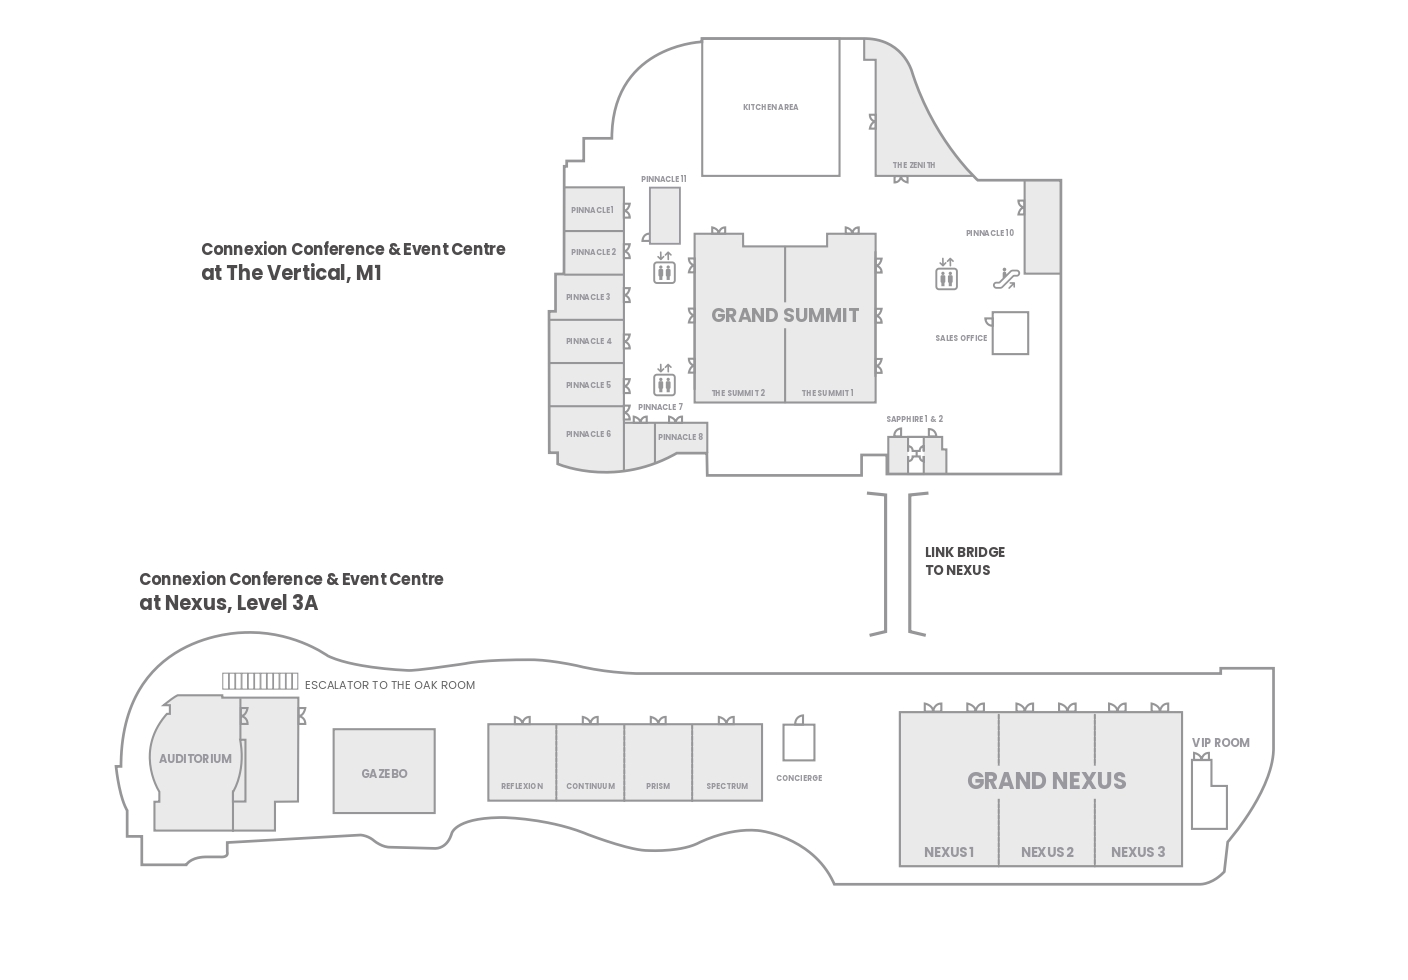 KITCHEN AREA
THE ZENITH
PINNACLE 11
PINNACLE 1
PINNACLE 10
Connexion Conference & Event Centre
at The Vertical, M1
PINNACLE 2
PINNACLE 3
GRAND SUMMIT
PINNACLE 4
SALES OFFICE
PINNACLE 5
THE SUMMIT 2
THE SUMMIT 1
PINNACLE 7
SAPPHIRE 1 & 2
PINNACLE 6
PINNACLE 8
LINK BRIDGE
TO NEXUS
Connexion Conference & Event Centre
at Nexus, Level 3A
ESCALATOR TO THE OAK ROOM
AUDITORIUM
GAZEBO
REFLEXION
CONTINUUM
PRISM
SPECTRUM
CONCIERGE
VIP ROOM
GRAND NEXUS
NEXUS 1
NEXUS 2
NEXUS 3